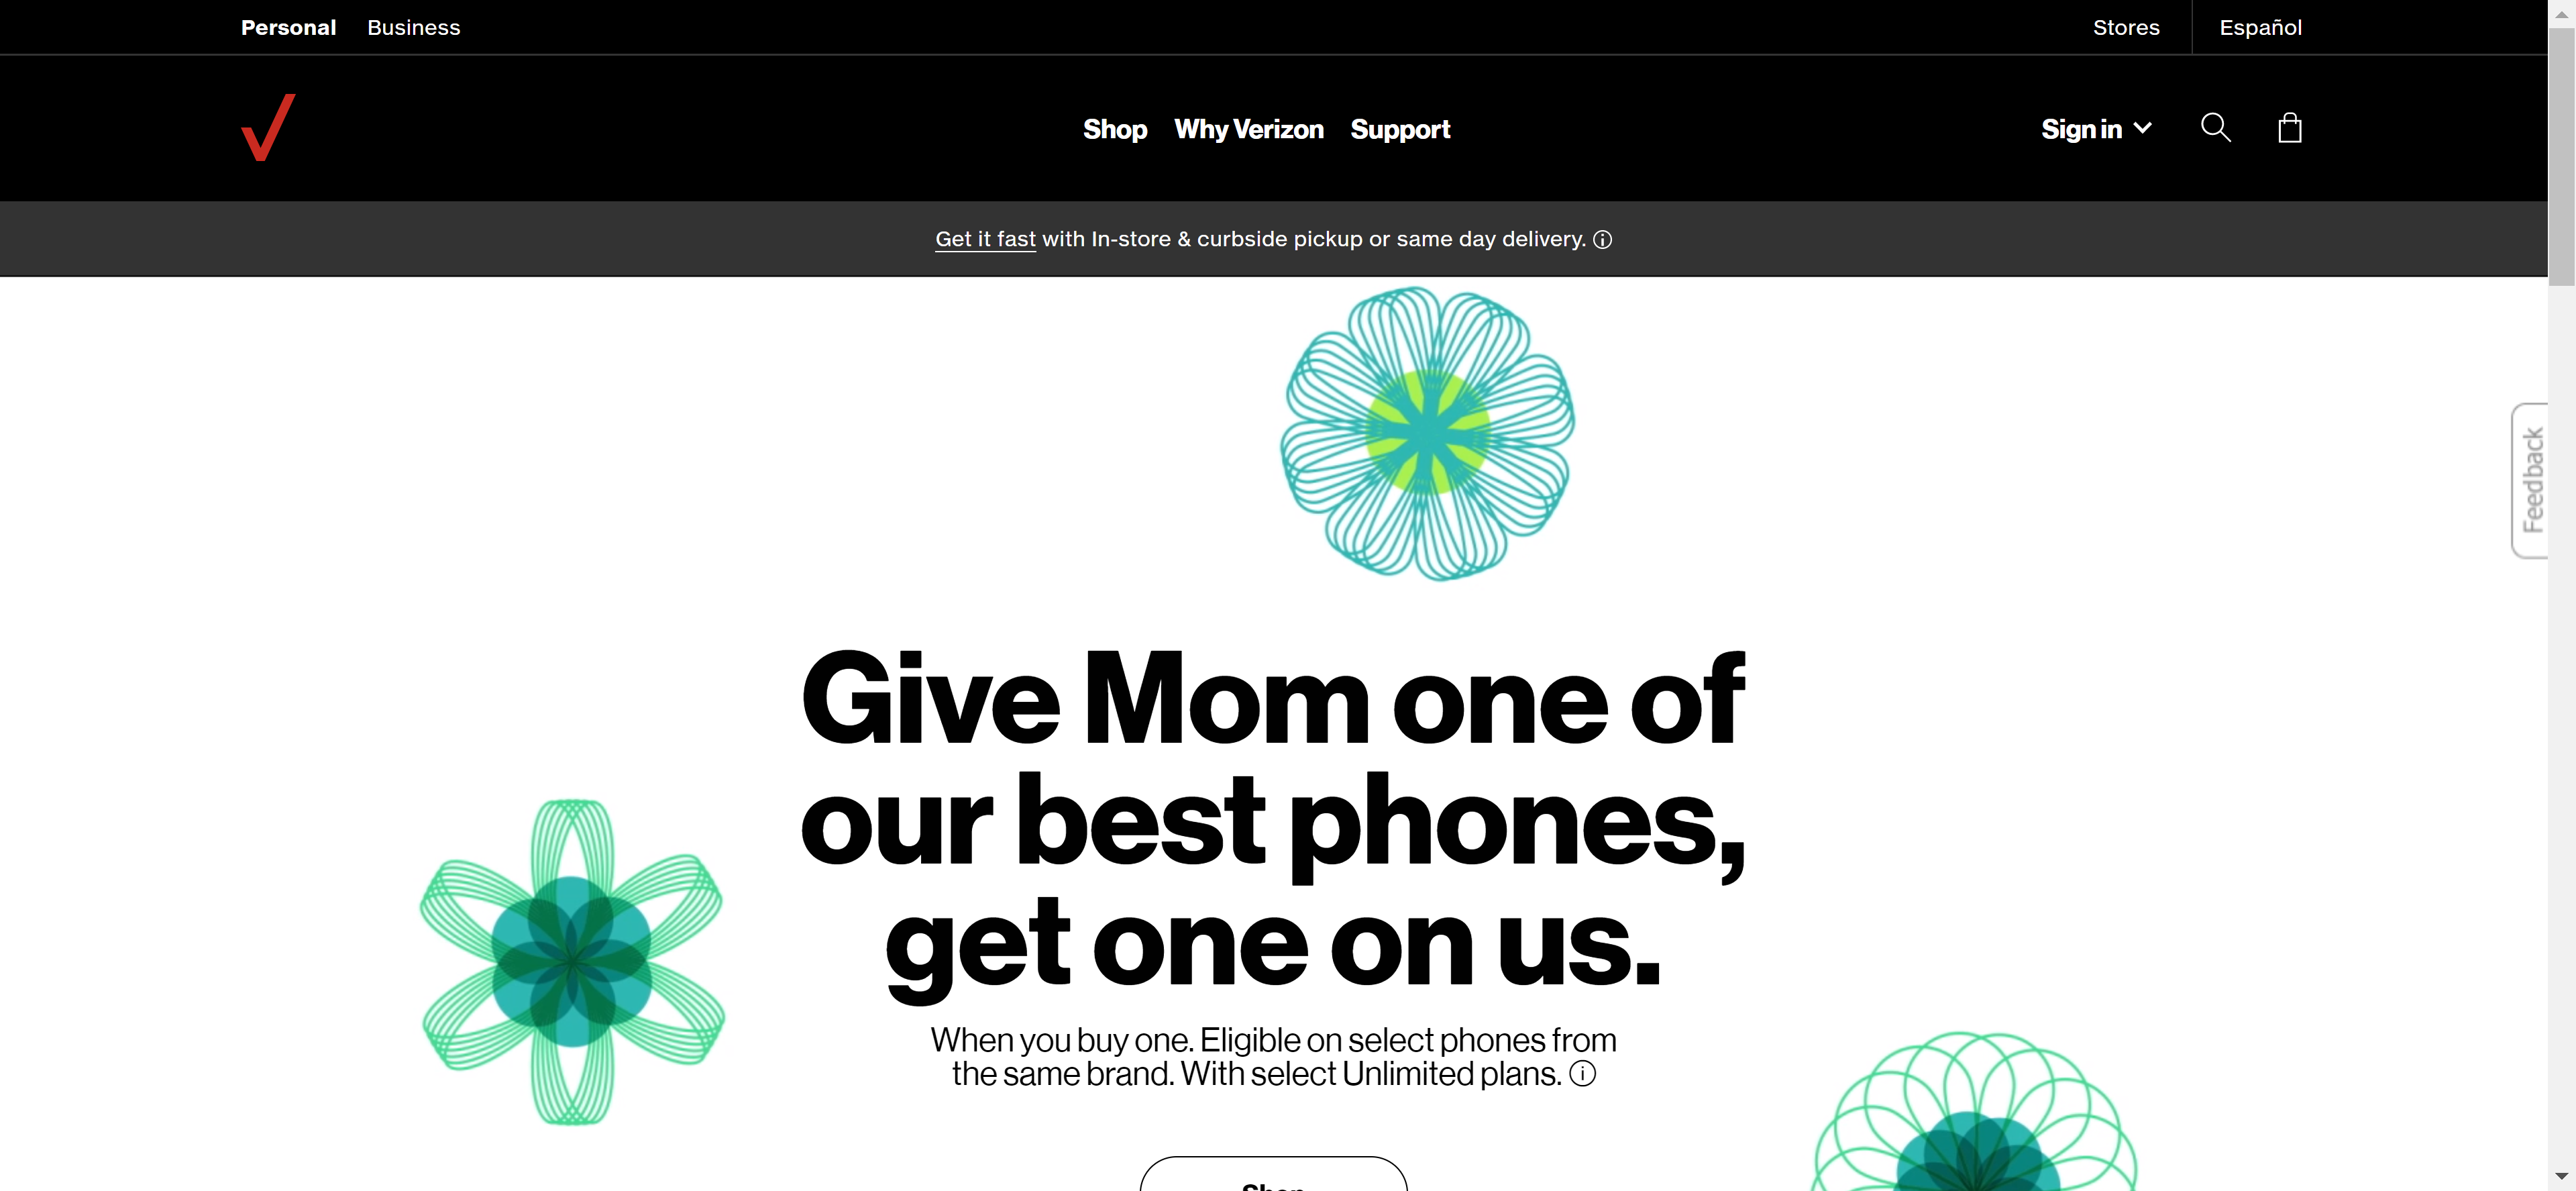 Personal Business
Stores Español
Shop Why Verizon Support
Sign in
Get it fast with In-store & curbside pickup or same day delivery.
Feedback
Give Mom one of
our best phones,
get one on us.
When you buy one. Eligible on select phones from
the same brand. With select Unlimited plans.
Shop